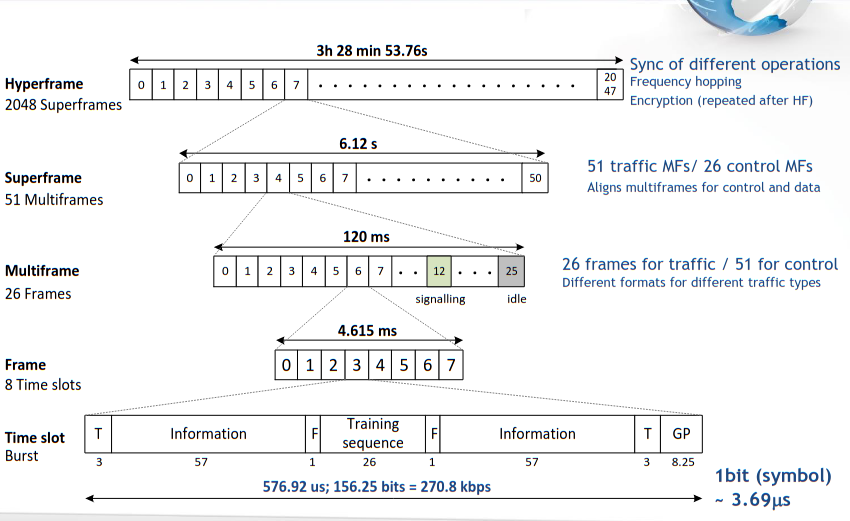 3h 28 min 53.76s
Hyperframe
2048 Superframes
0 1 2 3 4 5 6 7 . . . . . . . . . . . . . . . . . . 20
47
Sync of different operations
Frequency hopping
Encryption (repeated after HF)
6.12 s
Superframe
51 Multiframes
0 1 2 3 4 5 6 7 . . . . . . . . . . . 50
51 traffic MFs/ 26 control MFs
Aligns multiframes for control and data
120 ms
Multiframe
26 Frames
0 1 2 3 4 5 6 7 . . 12 . . . 25
signalling idle
26 frames for traffic / 51 for control
Different formats for different traffic types
4.615 ms
Frame
8 Time slots
0 1 2 3 4 5 6 7
Time slot
Burst
T Information F Training
sequence F Information T GP
3 57 1 26 1 57 3 8.25
576.92 us; 156.25 bits = 270.8 kbps
1bit (symbol)
~ 3.69µs